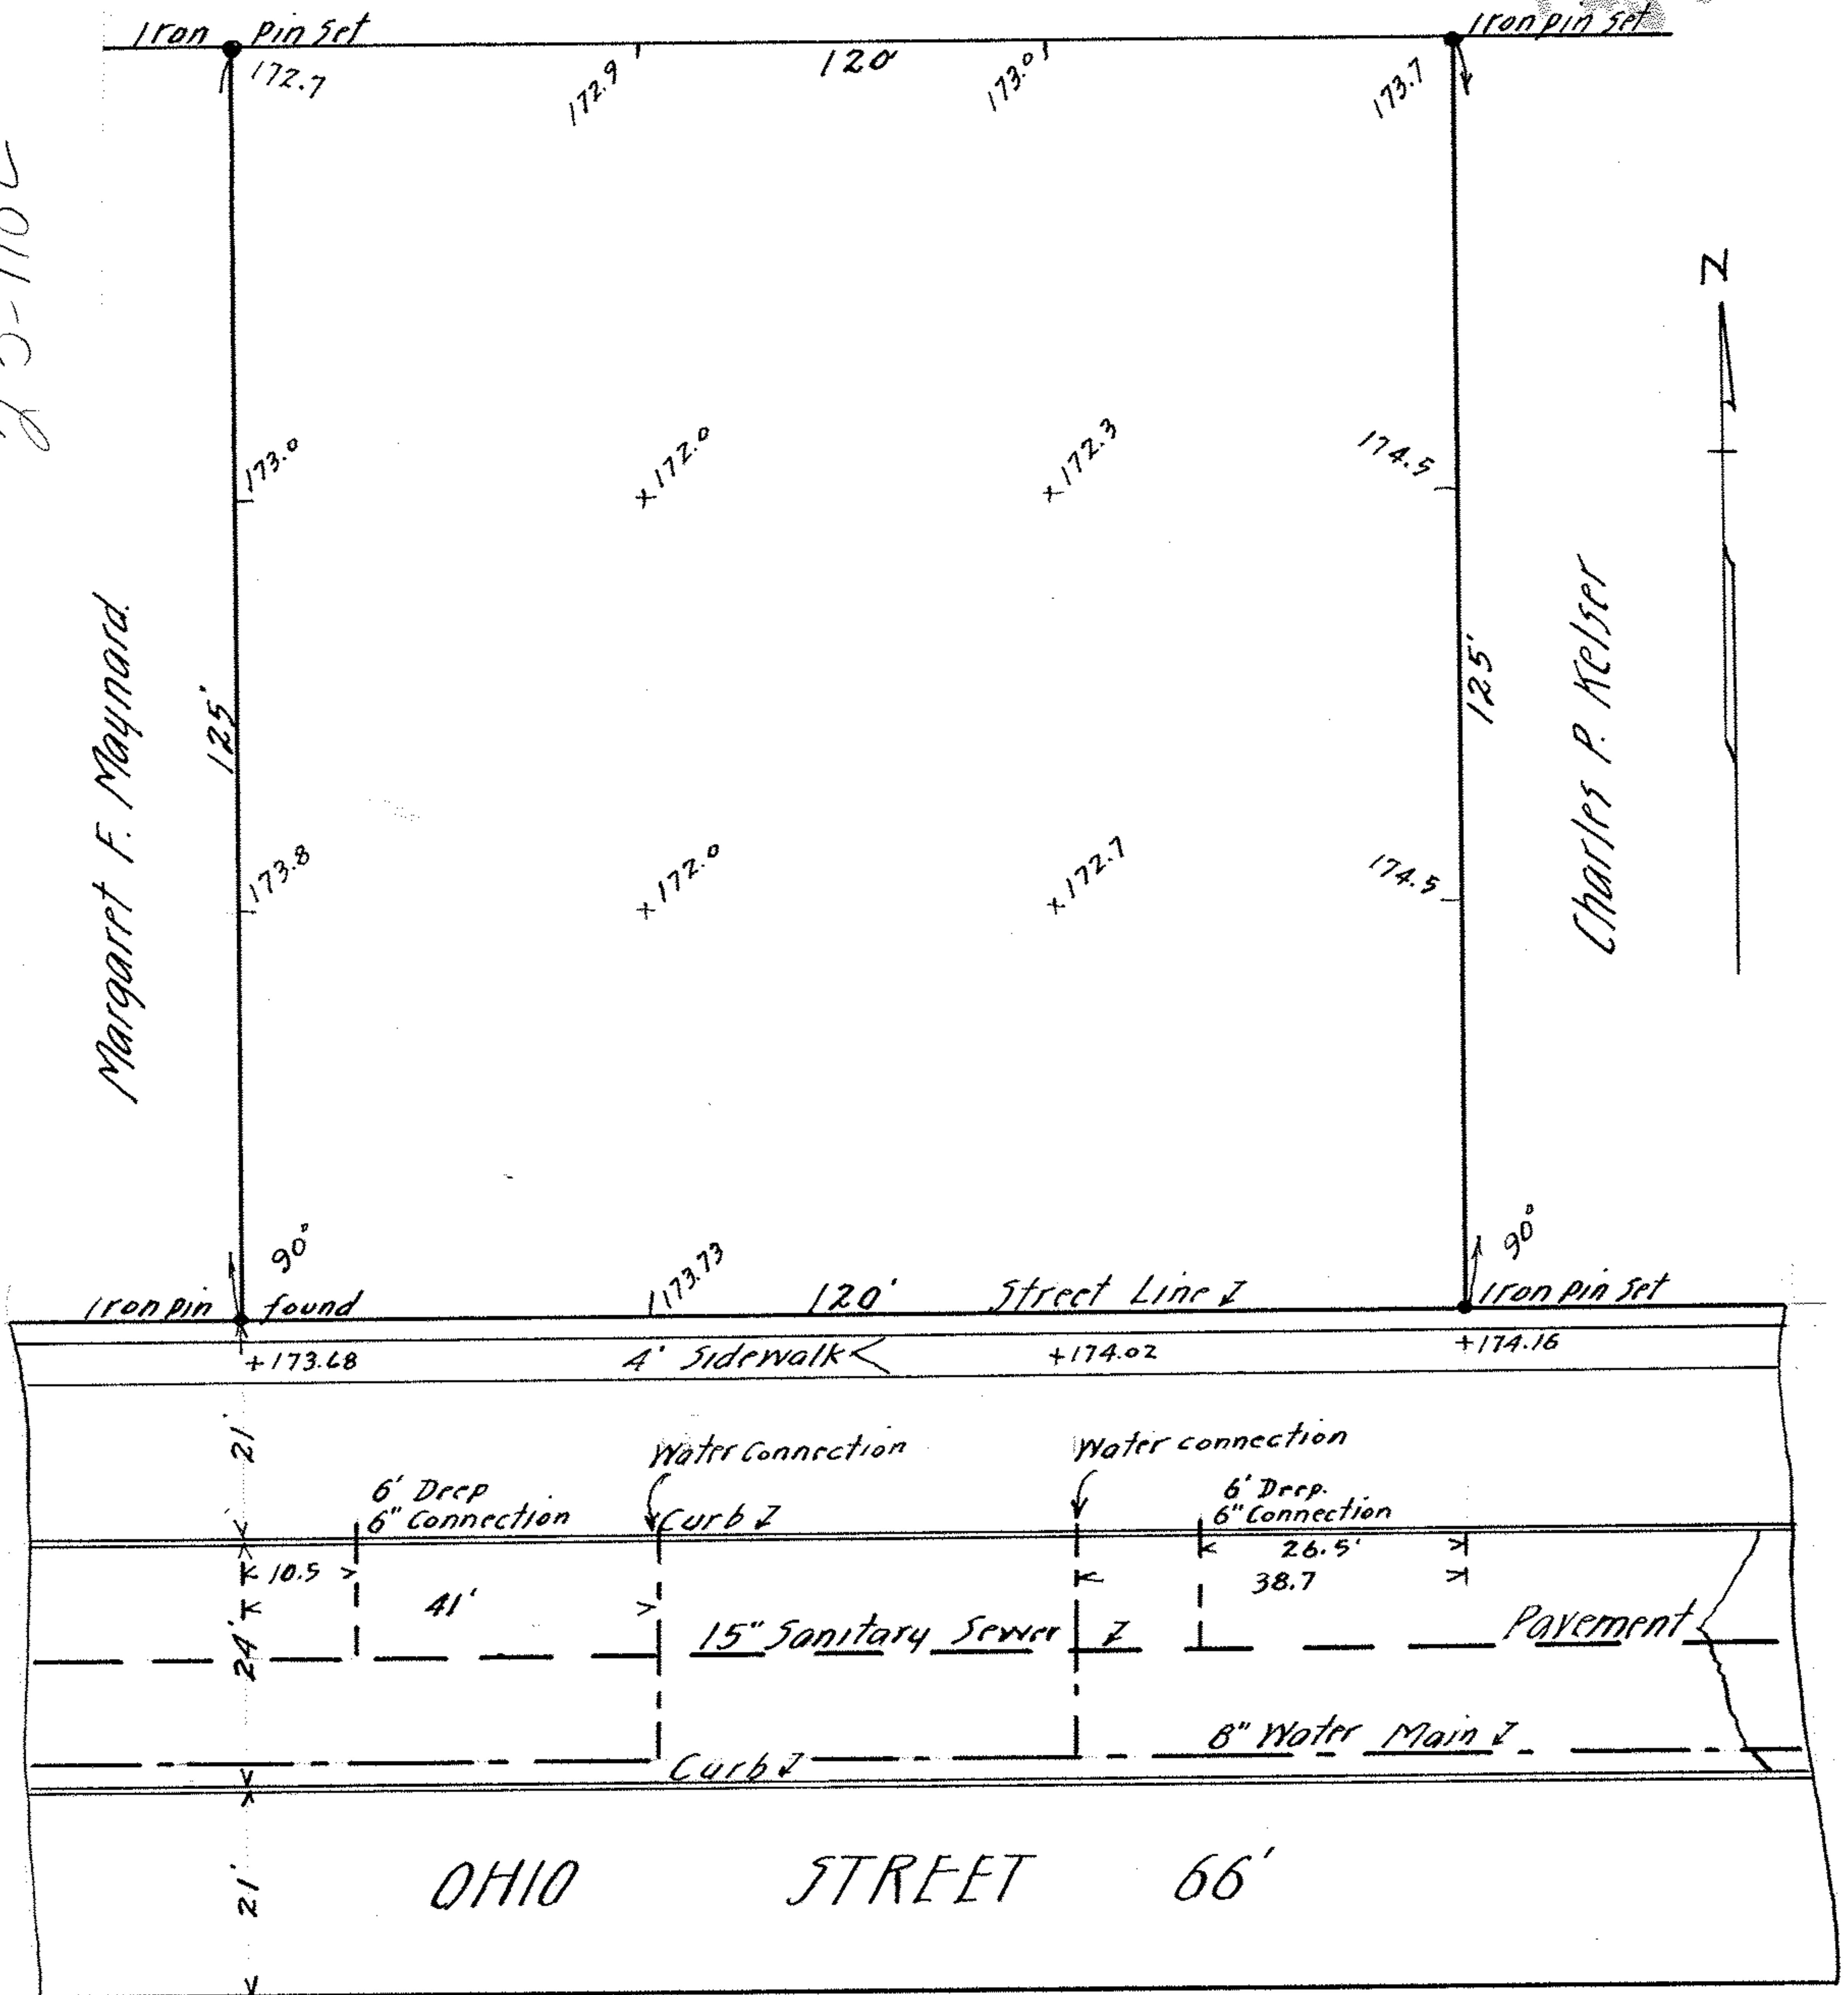 Iron pin set
Iron pin set
172.7
172.9
120'
173.0
173.7
N
173.0
172.0
172.3
174.5
Margaret F. Maynard.
125'
125'
Charles P. Kelser
173.8
172.0
172.7
174.5
90°
90°
Iron pin found
173.73
120'
Street Line
Iron pin set
+173.68
4' Sidewalk
+174.02
+174.16
21'
Water Connection
Water connection
6' Deep
6" Connection
Curb
6' Deep.
6" Connection
10.5
41'
26.5'
38.7
24'
15" Sanitary Sewer
Pavement
8" Water Main
Curb
21'
OHIO STREET 66'